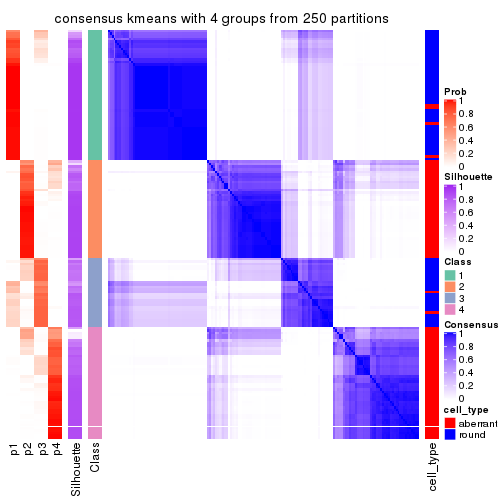 consensus kmeans with 4 groups from 250 partitions
Prob
1
0.8
0.6
0.4
0.2
0
Silhouette
1
0.8
0.6
0.4
0.2
0
Class
1
2
3
4
Consensus
1
0.8
0.6
0.4
0.2
0
cell_type
aberrant
round
p1
p2
p3
p4
Silhouette
Class
cell_type